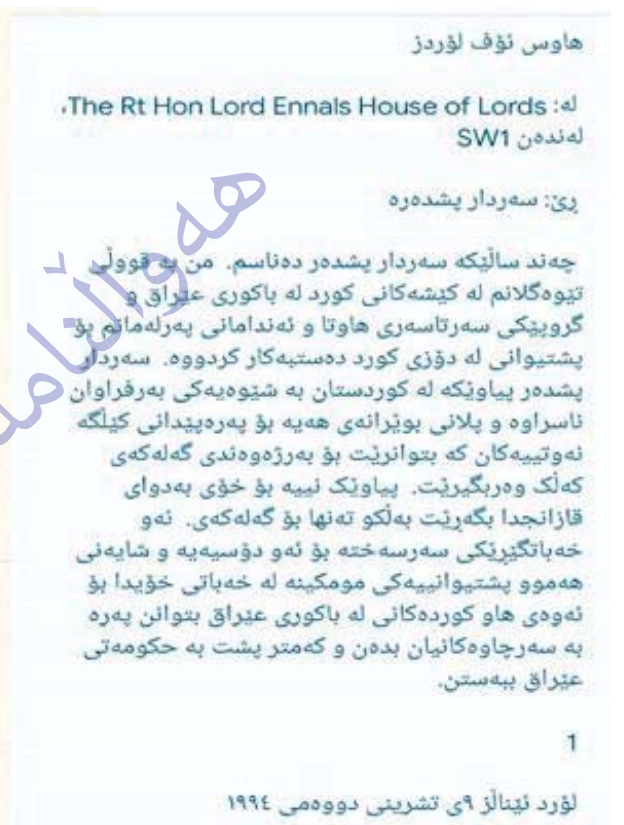 هاوس ئۆف لۆردز
لە: The Rt Hon Lord Ennals House of Lords،
لەندەن SW1
ڕێ: سەردار پشدەرە
چەند ساڵێکە سەردار پشدەر دەناسم. من بە قووڵی
تێوەگلانم لە کێشەکانی کورد لە باکوری عێراق و
گروپێکی سەرتاسەری هاوتا و ئەندامانی پەرلەمانم بۆ
پشتیوانی لە دۆزی کورد دەستبەکار کردووە. سەردار
پشدەر پیاوێکە لە کوردستان بە شێوەیەکی بەرفراوان
ناسراوە و پلانی بوێرانەی هەیە بۆ پەرەپێدانی کێڵگە
نەوتییەکان کە بتوانرێت بۆ بەرژەوەندی گەلەکەی
کەڵک وەربگیرێت. پیاوێک نییە بۆ خۆی بەدوای
قازانجدا بگەڕێت بەڵکو تەنها بۆ گەلەکەی. ئەو
خەباتگێڕێکی سەرسەختە بۆ ئەو دۆسیەیە و شایەنی
هەموو پشتیوانییەکی مومکینە لە خەباتی خۆیدا بۆ
ئەوەی هاو کوردەکانی لە باکوری عێراق بتوانن پەرە
بە سەرچاوەکانیان بدەن و کەمتر پشت بە حکومەتی
عێراق ببەستن.
1
لۆرد ئێناڵز ٩ی تشرینی دووەمی ١٩٩٤